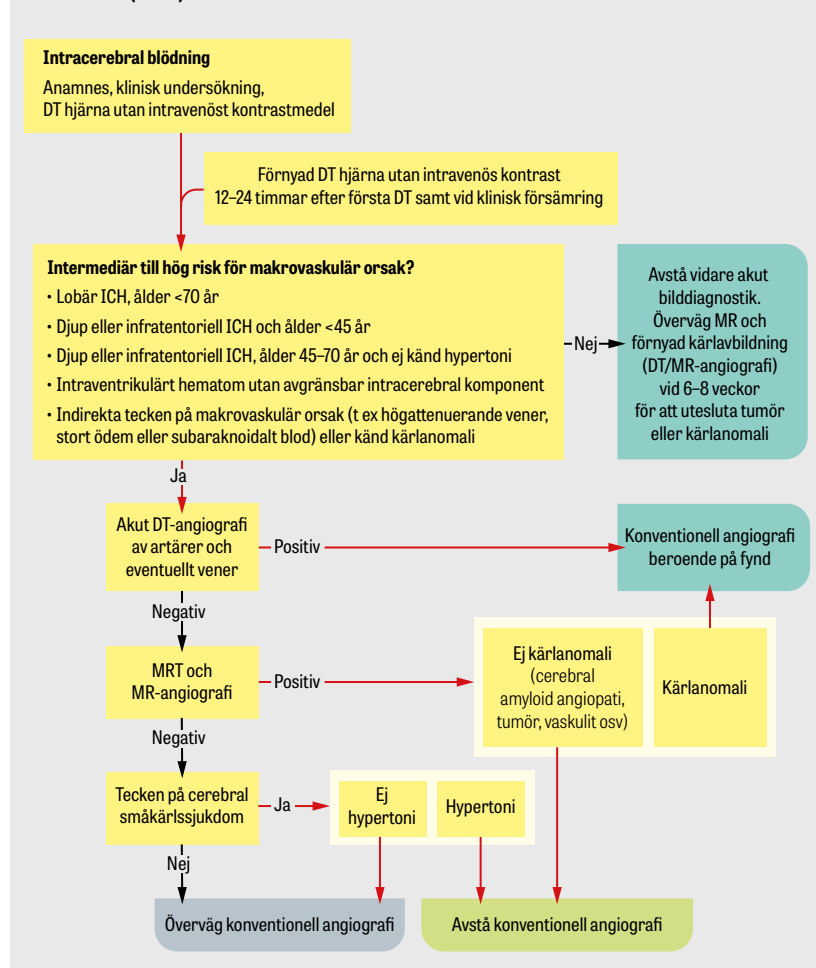 Intracerebral blödning
Anamnes, klinisk undersökning,
DT hjärna utan intravenöst kontrastmedel
Förnyad DT hjärna utan intravenös kontrast
12–24 timmar efter första DT samt vid klinisk försämring
Intermediär till hög risk för makrovaskulär orsak?
• Lobär ICH, ålder <70 år
• Djup eller infratentoriell ICH och ålder <45 år
• Djup eller infratentoriell ICH, ålder 45–70 år och ej känd hypertoni
• Intraventrikulärt hematom utan avgränsbar intracerebral komponent
• Indirekta tecken på makrovaskulär orsak (t ex högattenuerande vener,
stort ödem eller subaraknoidalt blod) eller känd kärlanomali
Nej
Avstå vidare akut
bilddiagnostik.
Överväg MR och
förnyad kärlavbildning
(DT/MR-angiografi)
vid 6–8 veckor
för att utesluta tumör
eller kärlanomali
Ja
Akut DT-angiografi
av artärer och
eventuellt vener
Positiv
Konventionell angiografi
beroende på fynd
Negativ
MRT och
MR-angiografi
Positiv
Ej kärlanomali
(cerebral
amyloid angiopati,
tumör, vaskulit osv)
Kärlanomali
Negativ
Tecken på cerebral
småkärlssjukdom
Ja
Ej
hypertoni
Hypertoni
Nej
Överväg konventionell angiografi
Avstå konventionell angiografi